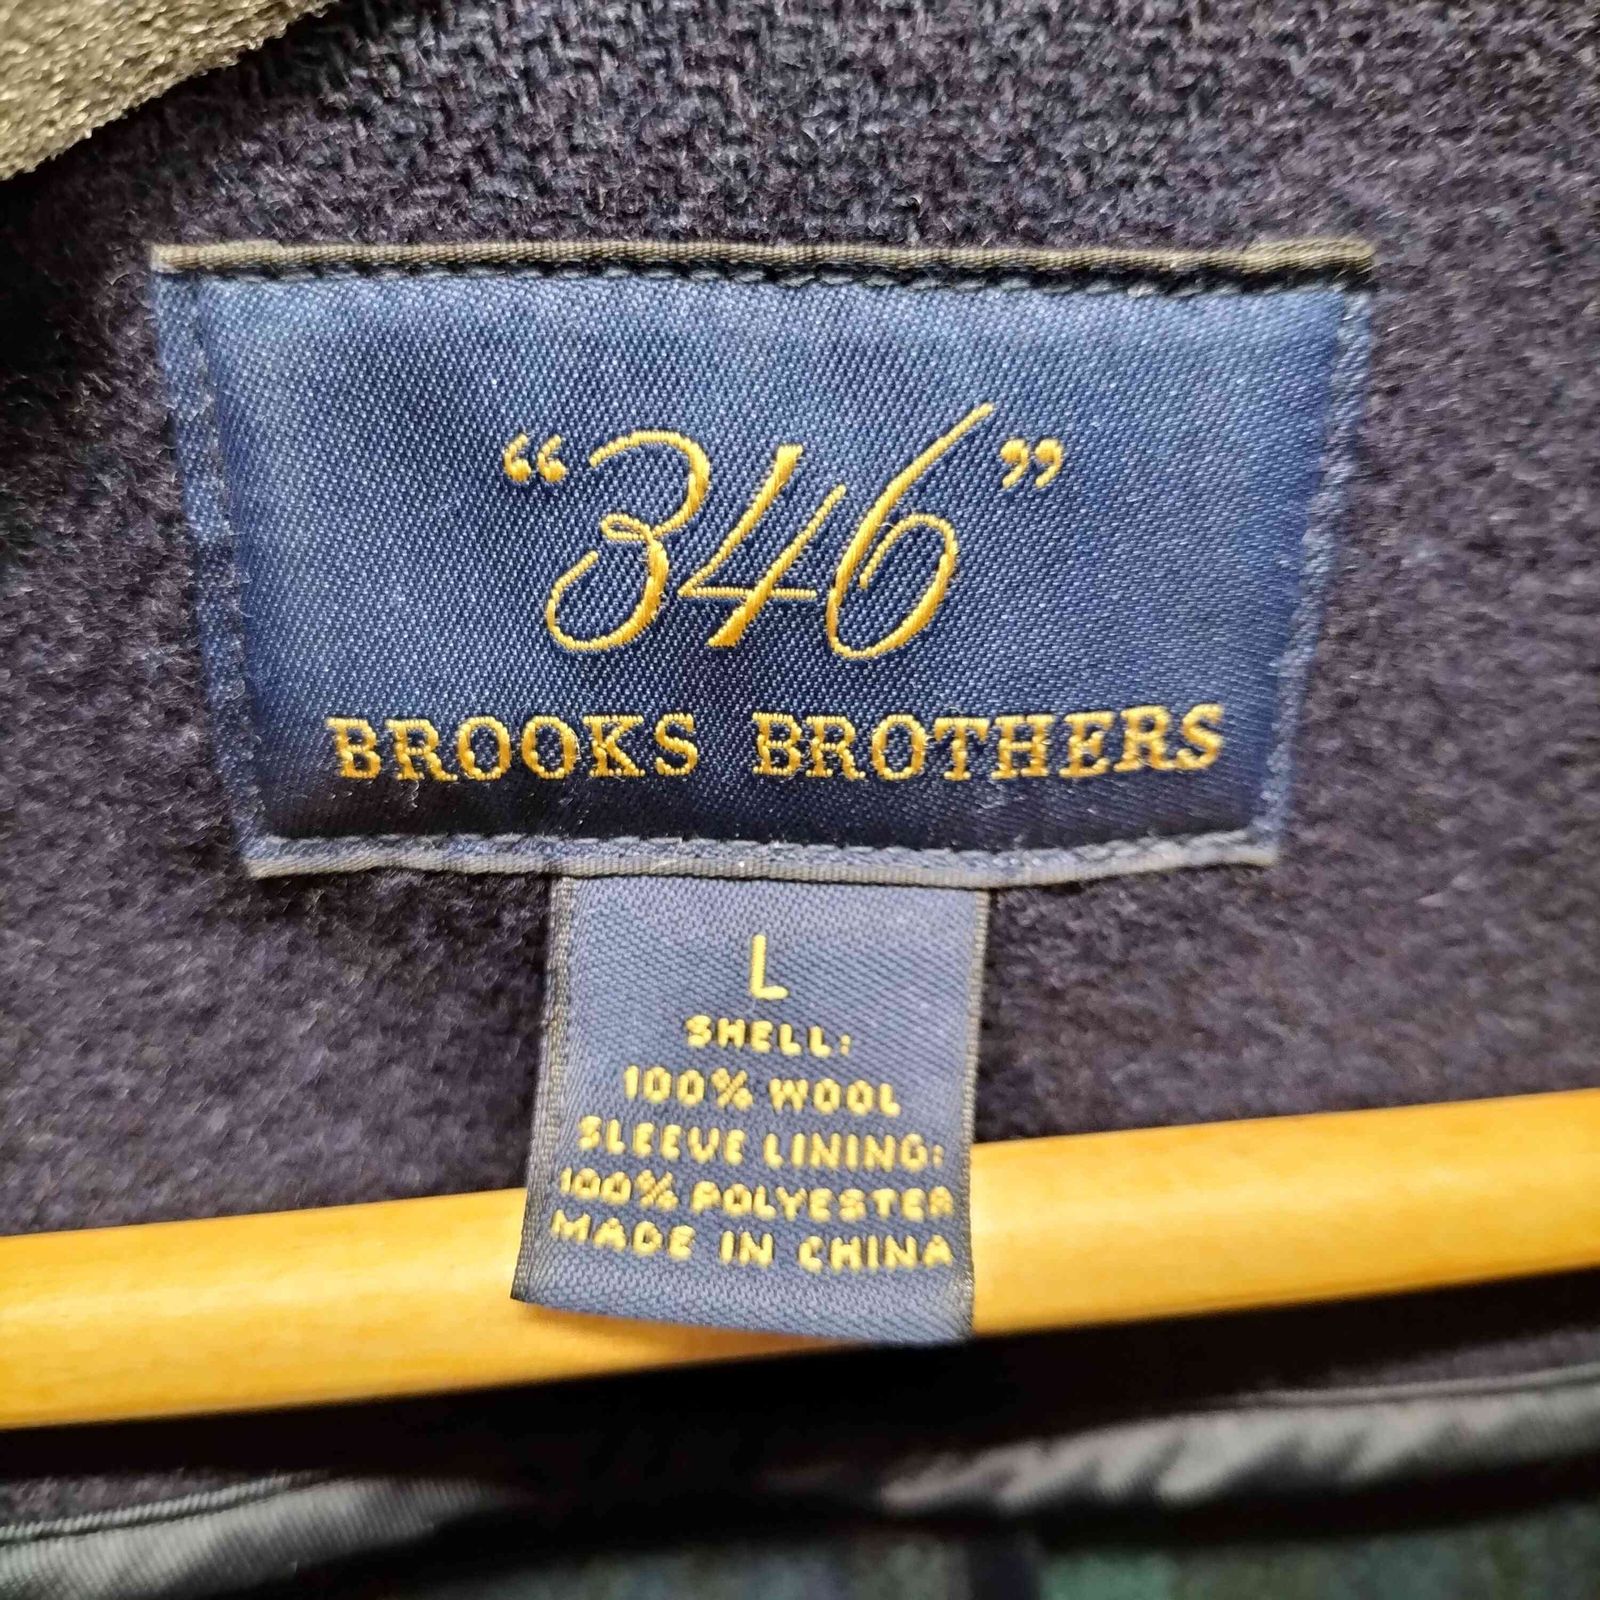 “346”
BROOKS BROTHERS
L
SHELL:
100% WOOL
SLEEVE LINING:
100% POLYESTER
MADE IN CHINA